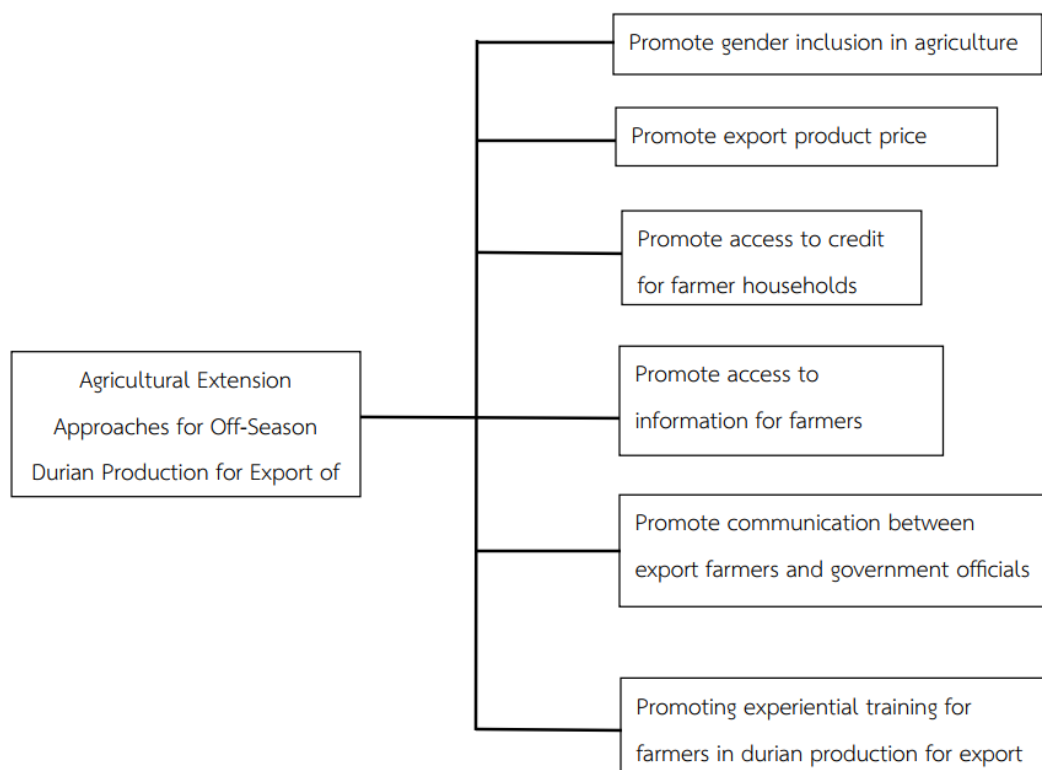 Promote gender inclusion in agriculture
Promote export product price
Promote access to credit
for farmer households
Agricultural Extension
Approaches for Off-Season
Durian Production for Export of
Promote access to
information for farmers
Promote communication between
export farmers and government officials
Promoting experiential training for
farmers in durian production for export